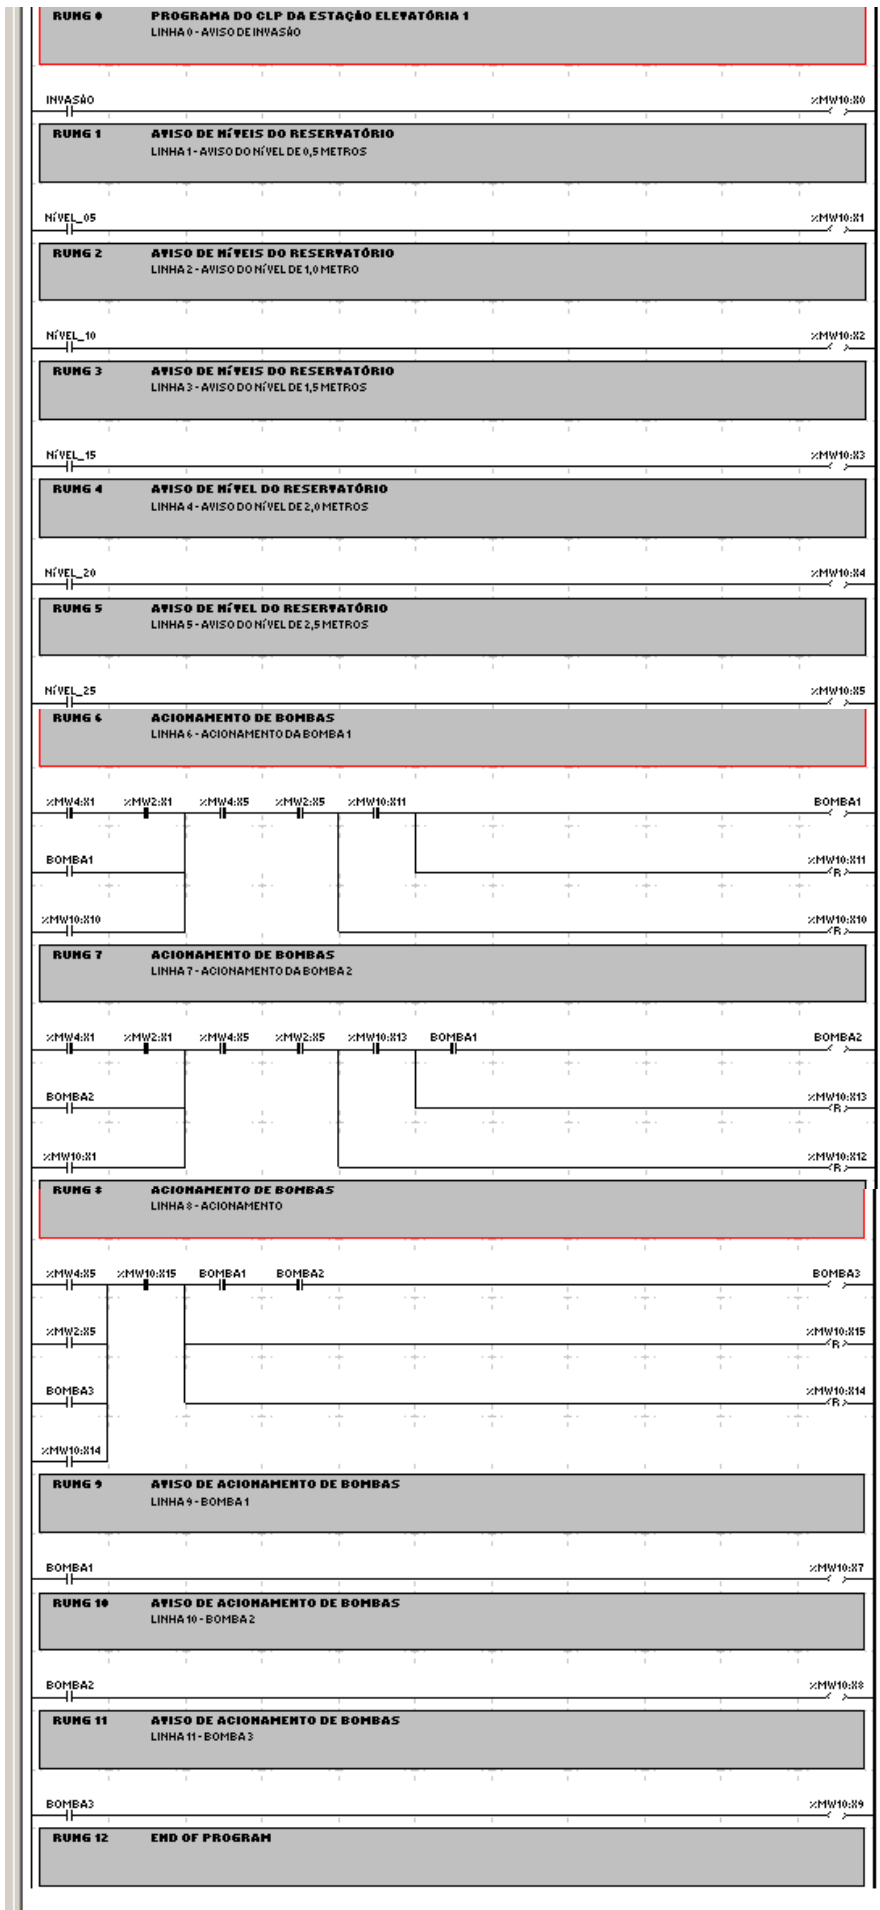 RUNG 0 PROGRAMA DO CLP DA ESTAÇÃO ELEVATÓRIA 1
LINHA 0 - AVISO DE INVASÃO
INVASÃO %MW10:X0
RUNG 1 AVISO DE NÍVEIS DO RESERVATÓRIO
LINHA 1 - AVISO DO NÍVEL DE 0,5 METROS
NÍVEL_05 %MW10:X1
RUNG 2 AVISO DE NÍVEIS DO RESERVATÓRIO
LINHA 2 - AVISO DO NÍVEL DE 1,0 METRO
NÍVEL_10 %MW10:X2
RUNG 3 AVISO DE NÍVEIS DO RESERVATÓRIO
LINHA 3 - AVISO DO NÍVEL DE 1,5 METROS
NÍVEL_15 %MW10:X3
RUNG 4 AVISO DE NÍVEL DO RESERVATÓRIO
LINHA 4 - AVISO DO NÍVEL DE 2,0 METROS
NÍVEL_20 %MW10:X4
RUNG 5 AVISO DE NÍVEL DO RESERVATÓRIO
LINHA 5 - AVISO DO NÍVEL DE 2,5 METROS
NÍVEL_25 %MW10:X5
RUNG 6 ACIONAMENTO DE BOMBAS
LINHA 6 - ACIONAMENTO DA BOMBA 1
%MW4:X1 %MW2:X1 %MW4:X5 %MW2:X5 %MW10:X11 BOMBA1
BOMBA1 %MW10:X11
R
%MW10:X10 %MW10:X10
R
RUNG 7 ACIONAMENTO DE BOMBAS
LINHA 7 - ACIONAMENTO DA BOMBA 2
%MW4:X1 %MW2:X1 %MW4:X5 %MW2:X5 %MW10:X13 BOMBA1 BOMBA2
BOMBA2 %MW10:X13
R
%MW10:X1 %MW10:X12
R
RUNG 8 ACIONAMENTO DE BOMBAS
LINHA 8 - ACIONAMENTO
%MW4:X5 %MW10:X15 BOMBA1 BOMBA2 BOMBA3
%MW2:X5 %MW10:X15
R
BOMBA3 %MW10:X14
R
%MW10:X14
RUNG 9 AVISO DE ACIONAMENTO DE BOMBAS
LINHA 9 - BOMBA 1
BOMBA1 %MW10:X7
RUNG 10 AVISO DE ACIONAMENTO DE BOMBAS
LINHA 10 - BOMBA 2
BOMBA2 %MW10:X8
RUNG 11 AVISO DE ACIONAMENTO DE BOMBAS
LINHA 11 - BOMBA 3
BOMBA3 %MW10:X9
RUNG 12 END OF PROGRAM